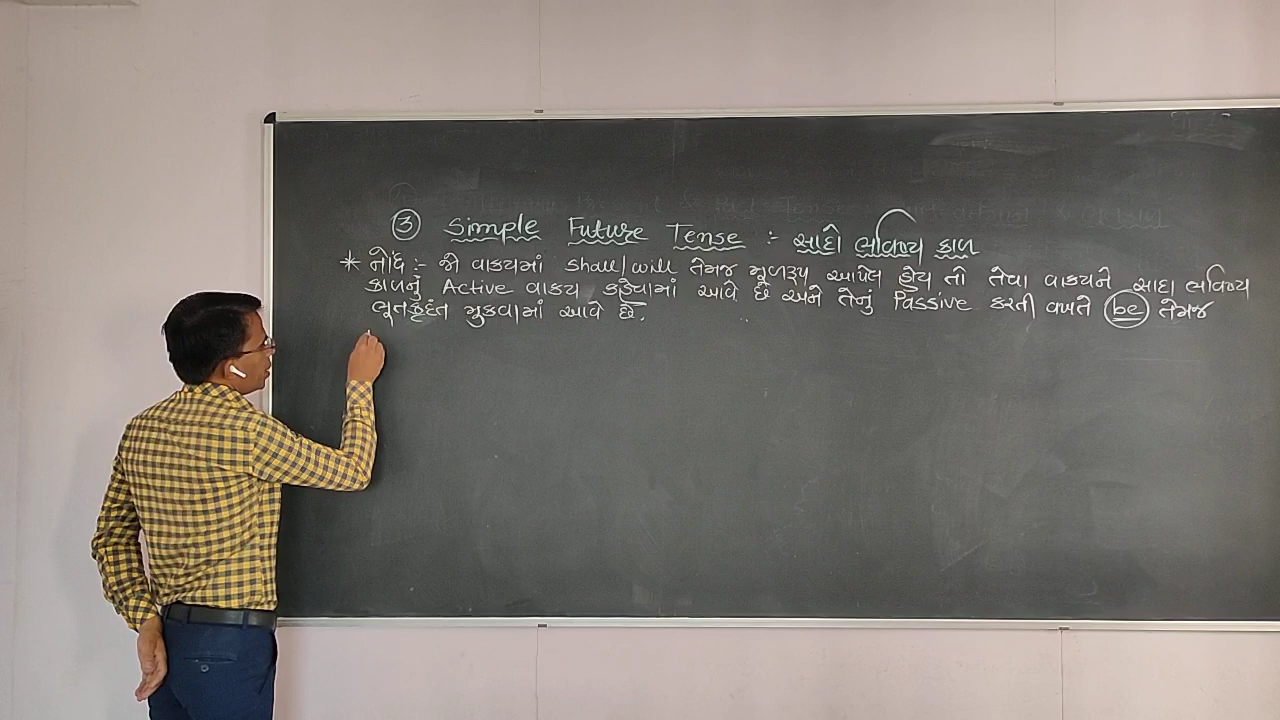 ③ Simple Future Tense :- સાદો ભવિષ્ય કાળ
* નોંધ :- જો વાક્યમાં shall/will તેમજ મૂળરૂપ આપેલ હોય તો તેવા વાક્યને સાદા ભવિષ્ય
કાળનું Active વાક્ય કહેવામાં આવે છે અને તેનું Passive કરતી વખતે be તેમજ
ભૂતકૃદંત મુકવામાં આવે છે.